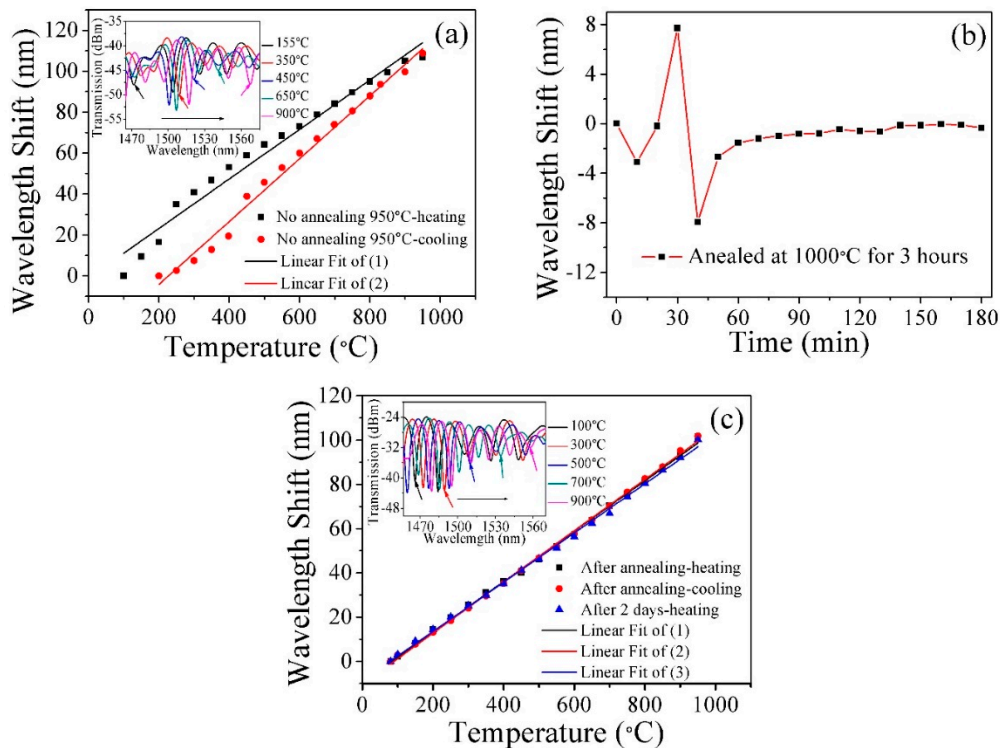 (a)
Wavelength Shift (nm)
120
100
80
60
40
20
0
0 200 400 600 800 1000
Temperature (°C)
Transmission (dBm)
-35
-40
-45
-50
-55
1470 1500 1530 1560
Wavelength (nm)
155°C
350°C
450°C
650°C
900°C
No annealing 950°C-heating
No annealing 950°C-cooling
Linear Fit of (1)
Linear Fit of (2)
(b)
Wavelength Shift (nm)
8
4
0
-4
-8
-12
0 30 60 90 120 150 180
Time (min)
Anealed at 1000°C for 3 hours
(c)
Wavelength Shift (nm)
120
100
80
60
40
20
0
0 200 400 600 800 1000
Temperature (°C)
Transmission (dBm)
-24
-32
-40
-48
1470 1500 1530 1560
Wavelength (nm)
100°C
300°C
500°C
700°C
900°C
After annealing-heating
After annealing-cooling
After 2 days-heating
Linear Fit of (1)
Linear Fit of (2)
Linear Fit of (3)